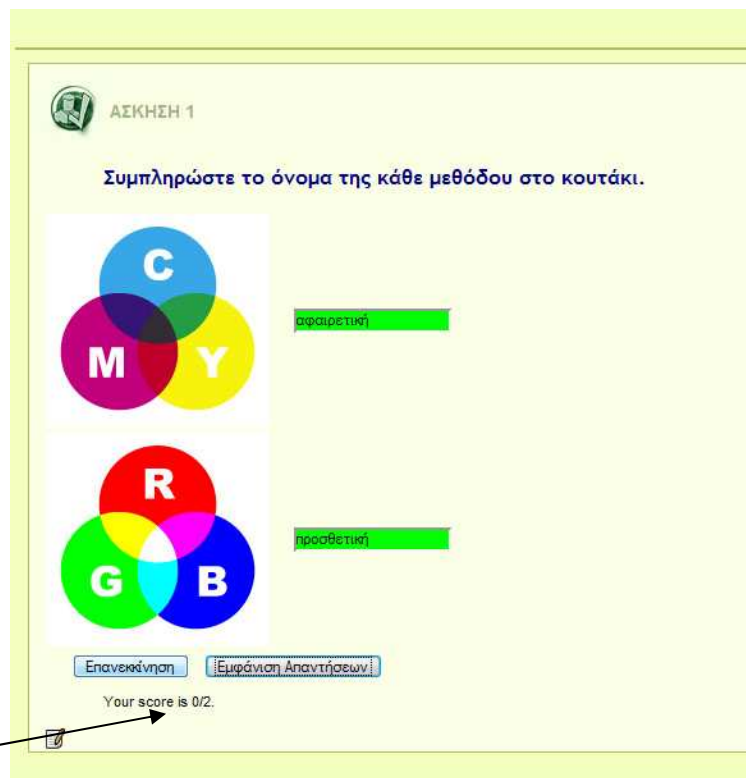 ΑΣΚΗΣΗ 1
Συμπληρώστε το όνομα της κάθε μεθόδου στο κουτάκι.
C
M Y
αφαιρετική
R
G B
προσθετική
Επανεκκίνηση Εμφάνιση Απαντήσεων
Your score is 0/2.